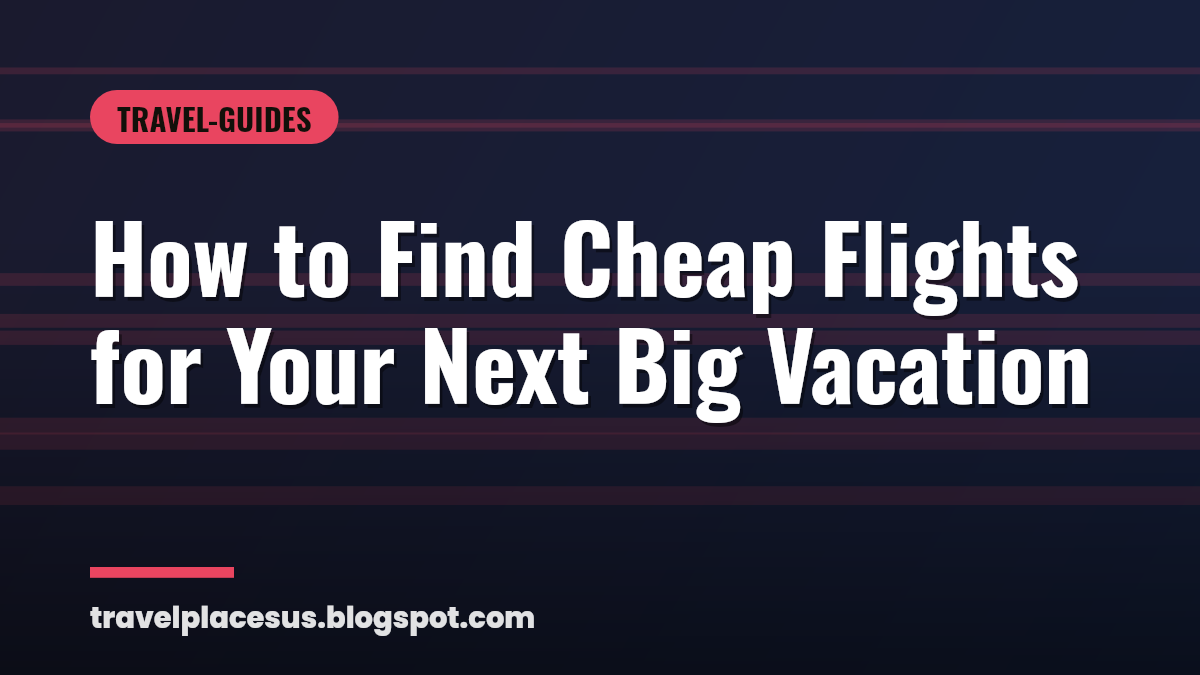 TRAVEL-GUIDES
How to Find Cheap Flights
for Your Next Big Vacation
travelplacesus.blogspot.com